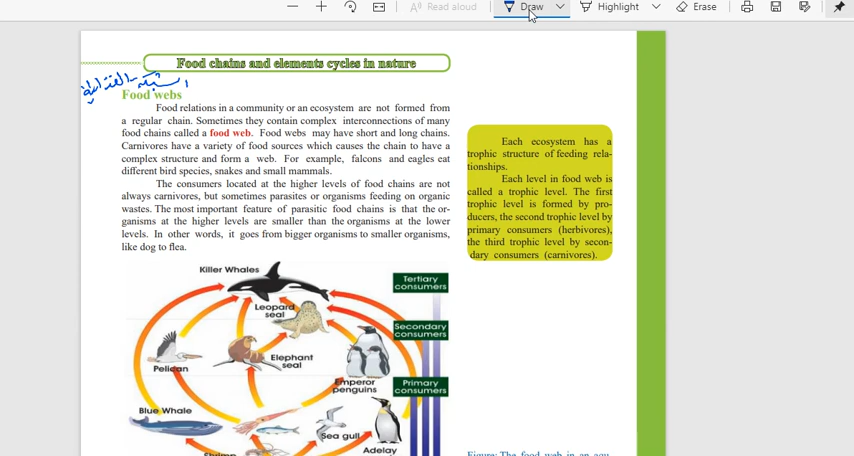 Read aloud
Draw
Highlight
Erase
Food chains and elements cycles in nature
الشبكة الغذائية
Food webs
Food relations in a community or an ecosystem are not formed from
a regular chain. Sometimes they contain complex interconnections of many
food chains called a food web. Food webs may have short and long chains.
Carnivores have a variety of food sources which causes the chain to have a
complex structure and form a web. For example, falcons and eagles eat
different bird species, snakes and small mammals.
The consumers located at the higher levels of food chains are not
always carnivores, but sometimes parasites or organisms feeding on organic
wastes. The most important feature of parasitic food chains is that the or-
ganisms at the higher levels are smaller than the organisms at the lower
levels. In other words, it goes from bigger organisms to smaller organisms,
like dog to flea.
Each ecosystem has a
trophic structure of feeding rela-
tionships.
Each level in food web is
called a trophic level. The first
trophic level is formed by pro-
ducers, the second trophic level by
primary consumers (herbivores),
the third trophic level by secon-
dary consumers (carnivores).
Killer Whales
Tertiary
consumers
Leopard
seal
Secondary
consumers
Elephant
seal
Pelican
Emperor
penguins
Primary
consumers
Blue Whale
Sea gull
Adelay
Shrimp
Figure: The food web in an aqu-